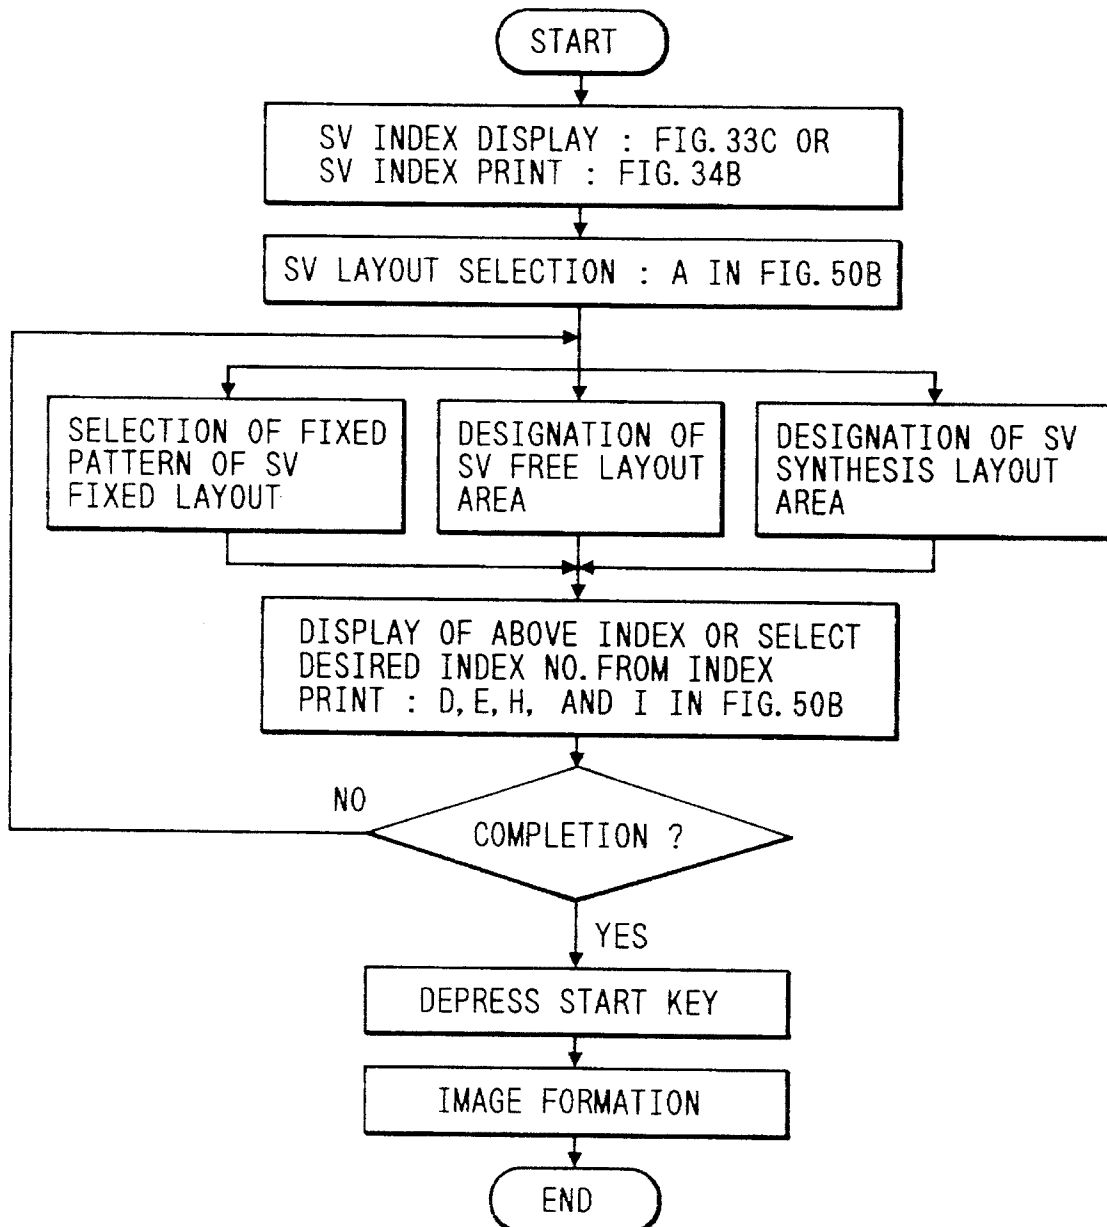 START
SV INDEX DISPLAY : FIG. 33C OR
SV INDEX PRINT : FIG. 34B
SV LAYOUT SELECTION : A IN FIG. 50B
SELECTION OF FIXED
PATTERN OF SV
FIXED LAYOUT
DESIGNATION OF
SV FREE LAYOUT
AREA
DESIGNATION OF SV
SYNTHESIS LAYOUT
AREA
DISPLAY OF ABOVE INDEX OR SELECT
DESIRED INDEX NO. FROM INDEX
PRINT : D, E, H, AND I IN FIG. 50B
NO
COMPLETION ?
YES
DEPRESS START KEY
IMAGE FORMATION
END